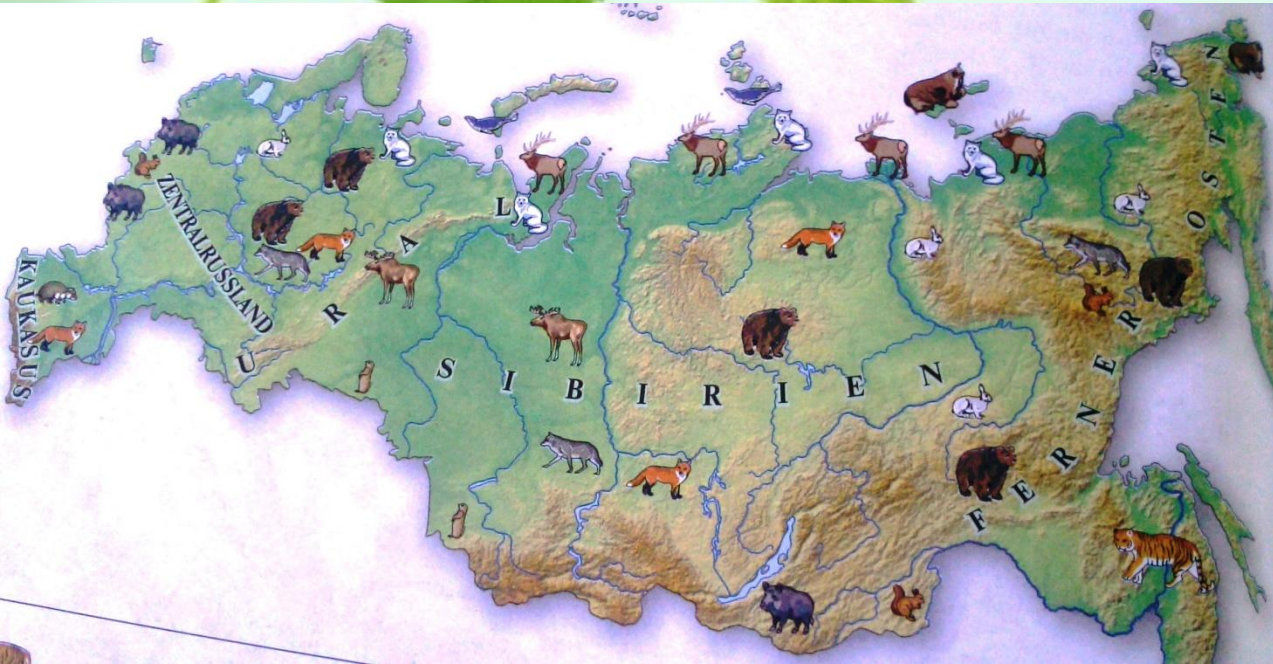 KAUKASUS
ZENTRALRUSSLAND
URAL
SIBIRIEN
FERNER OSTEN